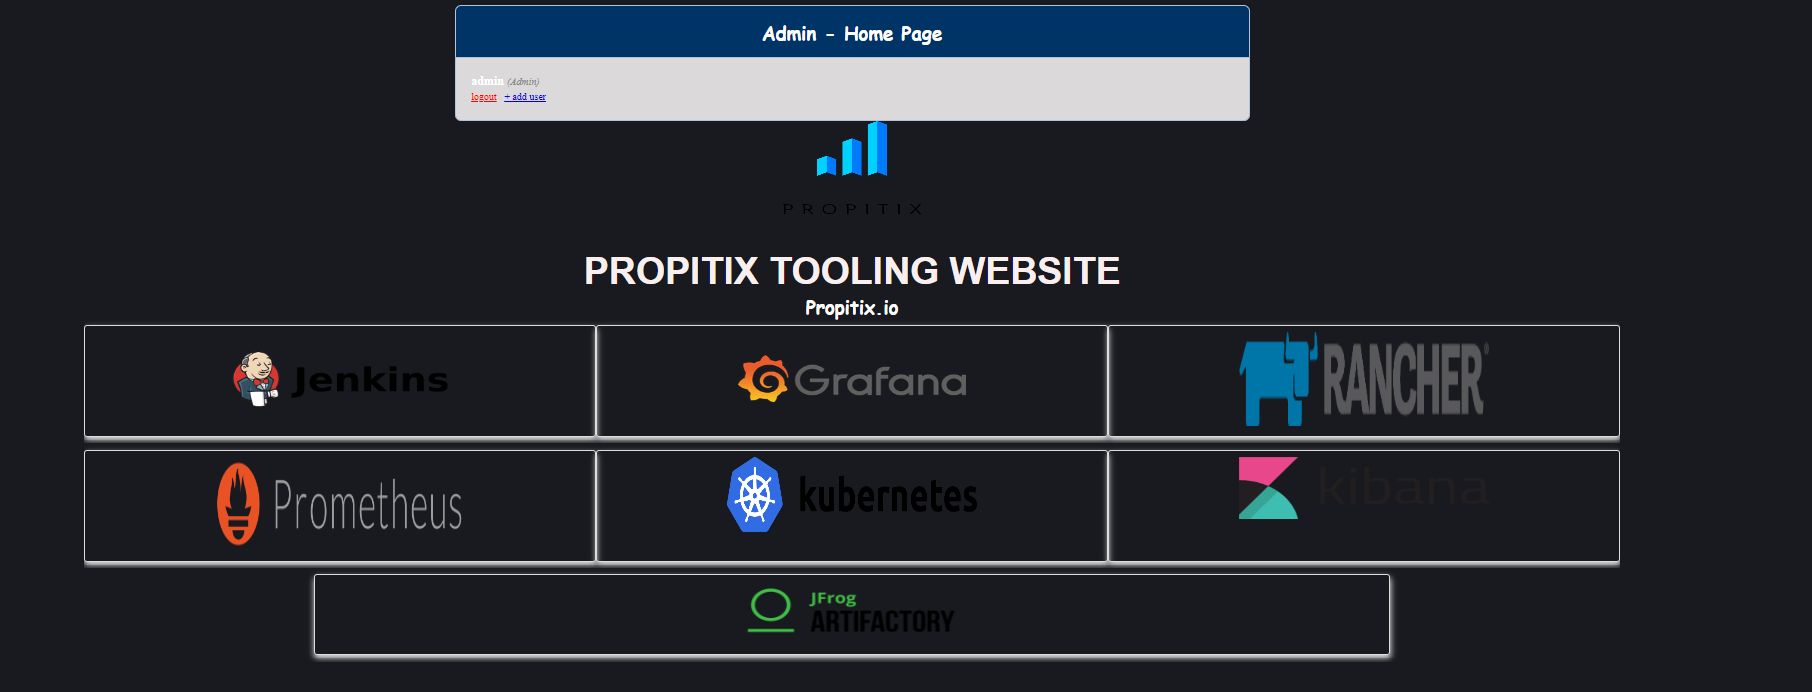 Admin - Home Page
admin (Admin)
logout + add user
PROPITIX
PROPITIX TOOLING WEBSITE
Propitix.io
Jenkins
Grafana
RANCHER®
Prometheus
kubernetes
kibana
JFrog
ARTIFACTORY